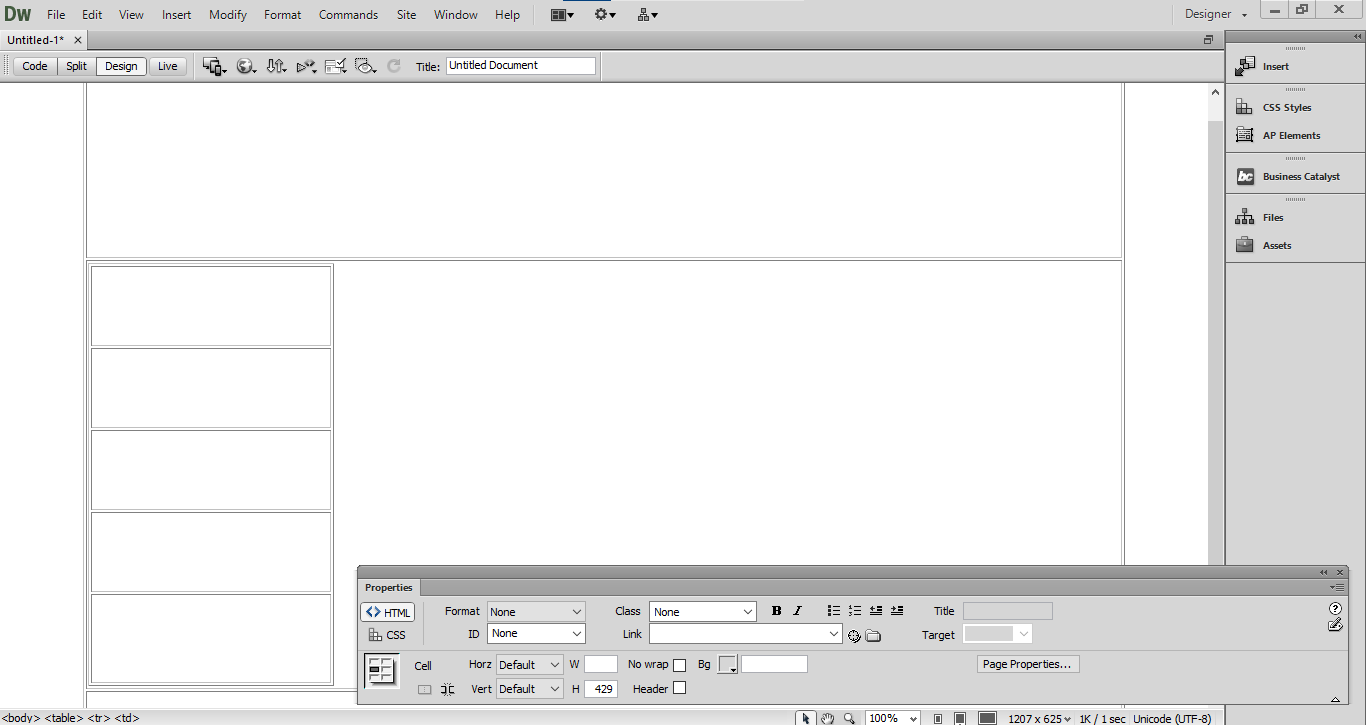 Dw File Edit View Insert Modify Format Commands Site Window Help Designer
Untitled-1*
Code Split Design Live Title: Untitled Document
Insert
CSS Styles
AP Elements
bc Business Catalyst
Files
Assets
Properties
<> HTML Format None Class None B I Title
CSS ID None Link Target
Cell Horz Default W No wrap Bg Page Properties...
Vert Default H 429 Header
<body> <table> <tr> <td> 100% 1207 x 625 1K / 1 sec Unicode (UTF-8)